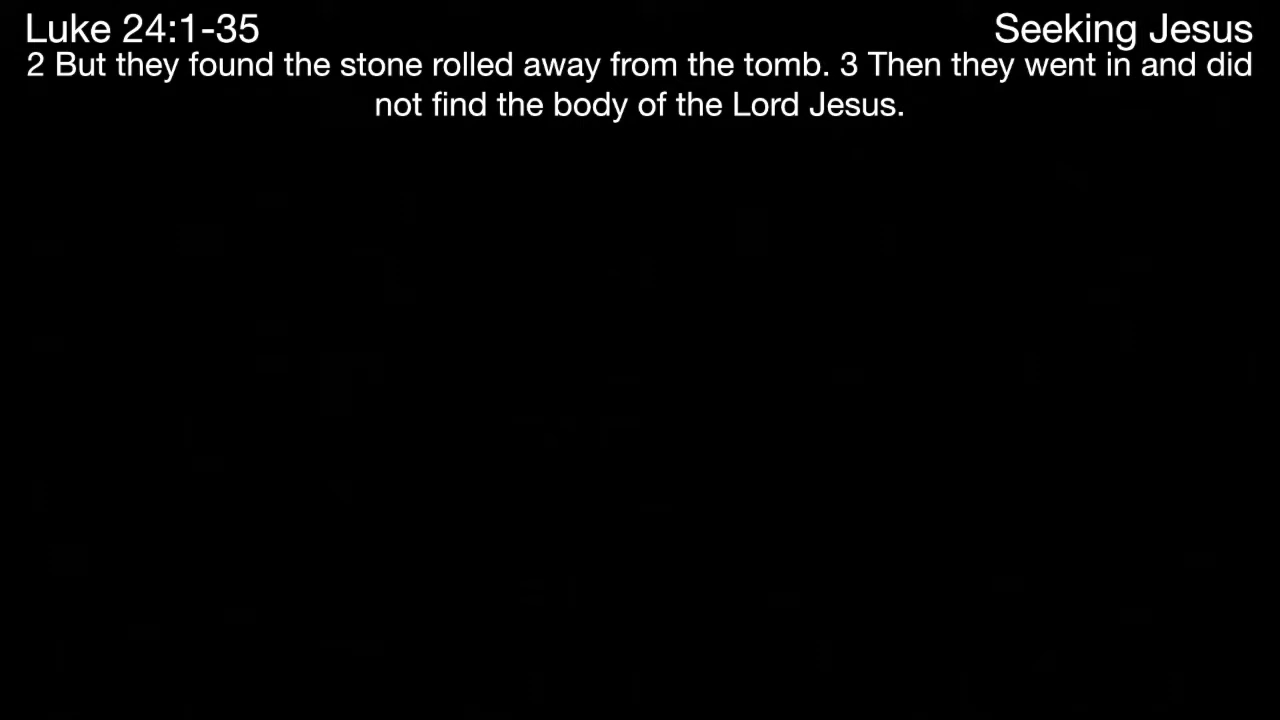 Luke 24:1-35 Seeking Jesus
2 But they found the stone rolled away from the tomb. 3 Then they went in and did
not find the body of the Lord Jesus.